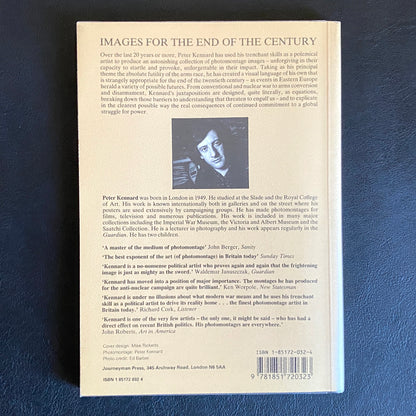 IMAGES FOR THE END OF THE CENTURY
Over the last 20 years or more, Peter Kennard has used his trenchant skills as a polemical
artist to produce an astonishing collection of photomontage images – unforgiving in their
capacity to startle and provoke, unforgettable in their impact. Taking as his principal
theme the absolute futility of the arms race, he has created a visual language of his own that
is strangely appropriate for the end of the twentieth century – as events in Eastern Europe
herald a variety of possible futures. From conventional and nuclear war to arms conversion
and disarmament, Kennard's juxtapositions are designed, quite literally, as equations,
breaking down those barriers to understanding that threaten to engulf us – and to explicate
in the clearest possible way the real consequences of continued commitment to a global
struggle for power.
Peter Kennard was born in London in 1949. He studied at the Slade and the Royal College
of Art. His work is known internationally both in galleries and on the street where his
posters are used extensively by campaigning groups. He has made photomontages for
films, television and numerous publications. His work is included in many major
collections including the Imperial War Museum, the Victoria and Albert Museum and the
Saatchi Collection. He is a lecturer in photography and his work appears regularly in the
Guardian. He has two children.
'A master of the medium of photomontage' John Berger, Sanity
'The best exponent of the art (of photomontage) in Britain today' Sunday Times
'Kennard is a no-nonsense political artist who proves again and again that the frightening
image is just as mighty as the sword.' Waldemar Januszczak, Guardian
'Kennard has moved into a position of major importance. The montages he has produced
for the anti-nuclear campaign are quite brilliant.' Ken Worpole, New Statesman
'Kennard is under no illusions about what modern war means and he uses his trenchant
skill as a political artist to drive its reality home . . . the finest photomontage artist in
Britain today.' Richard Cork, Listener
'Kennard is one of the very few artists – the only one, it might be said – who has had a
direct effect on recent British politics. His photomontages are everywhere.'
John Roberts, Art in America
Cover design: Mike Ricketts
Photomontage: Peter Kennard
Photo credit: Ed Barber
Journeyman Press, 345 Archway Road, London N6 5AA
ISBN 1 85172 032 4
ISBN 1-85172-032-4
9 781851 720323